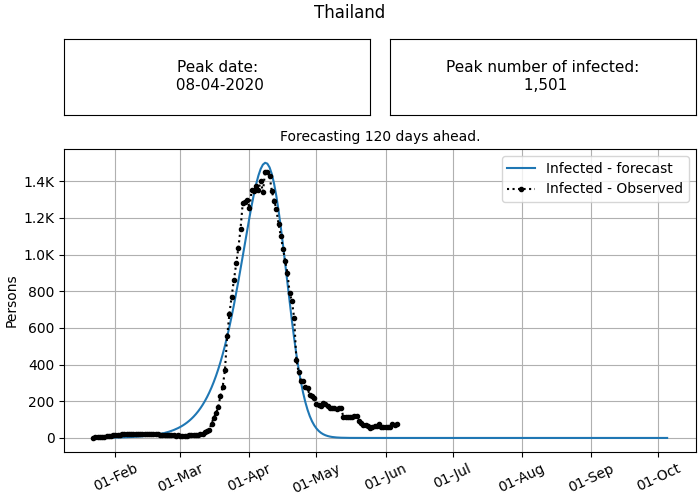 Thailand
Peak date:
08-04-2020
Peak number of infected:
1,501
Forecasting 120 days ahead.
Infected - forecast
Infected - Observed
1.4K
1.2K
1.0K
800
600
400
200
0
Persons
01-Feb
01-Mar
01-Apr
01-May
01-Jun
01-Jul
01-Aug
01-Sep
01-Oct